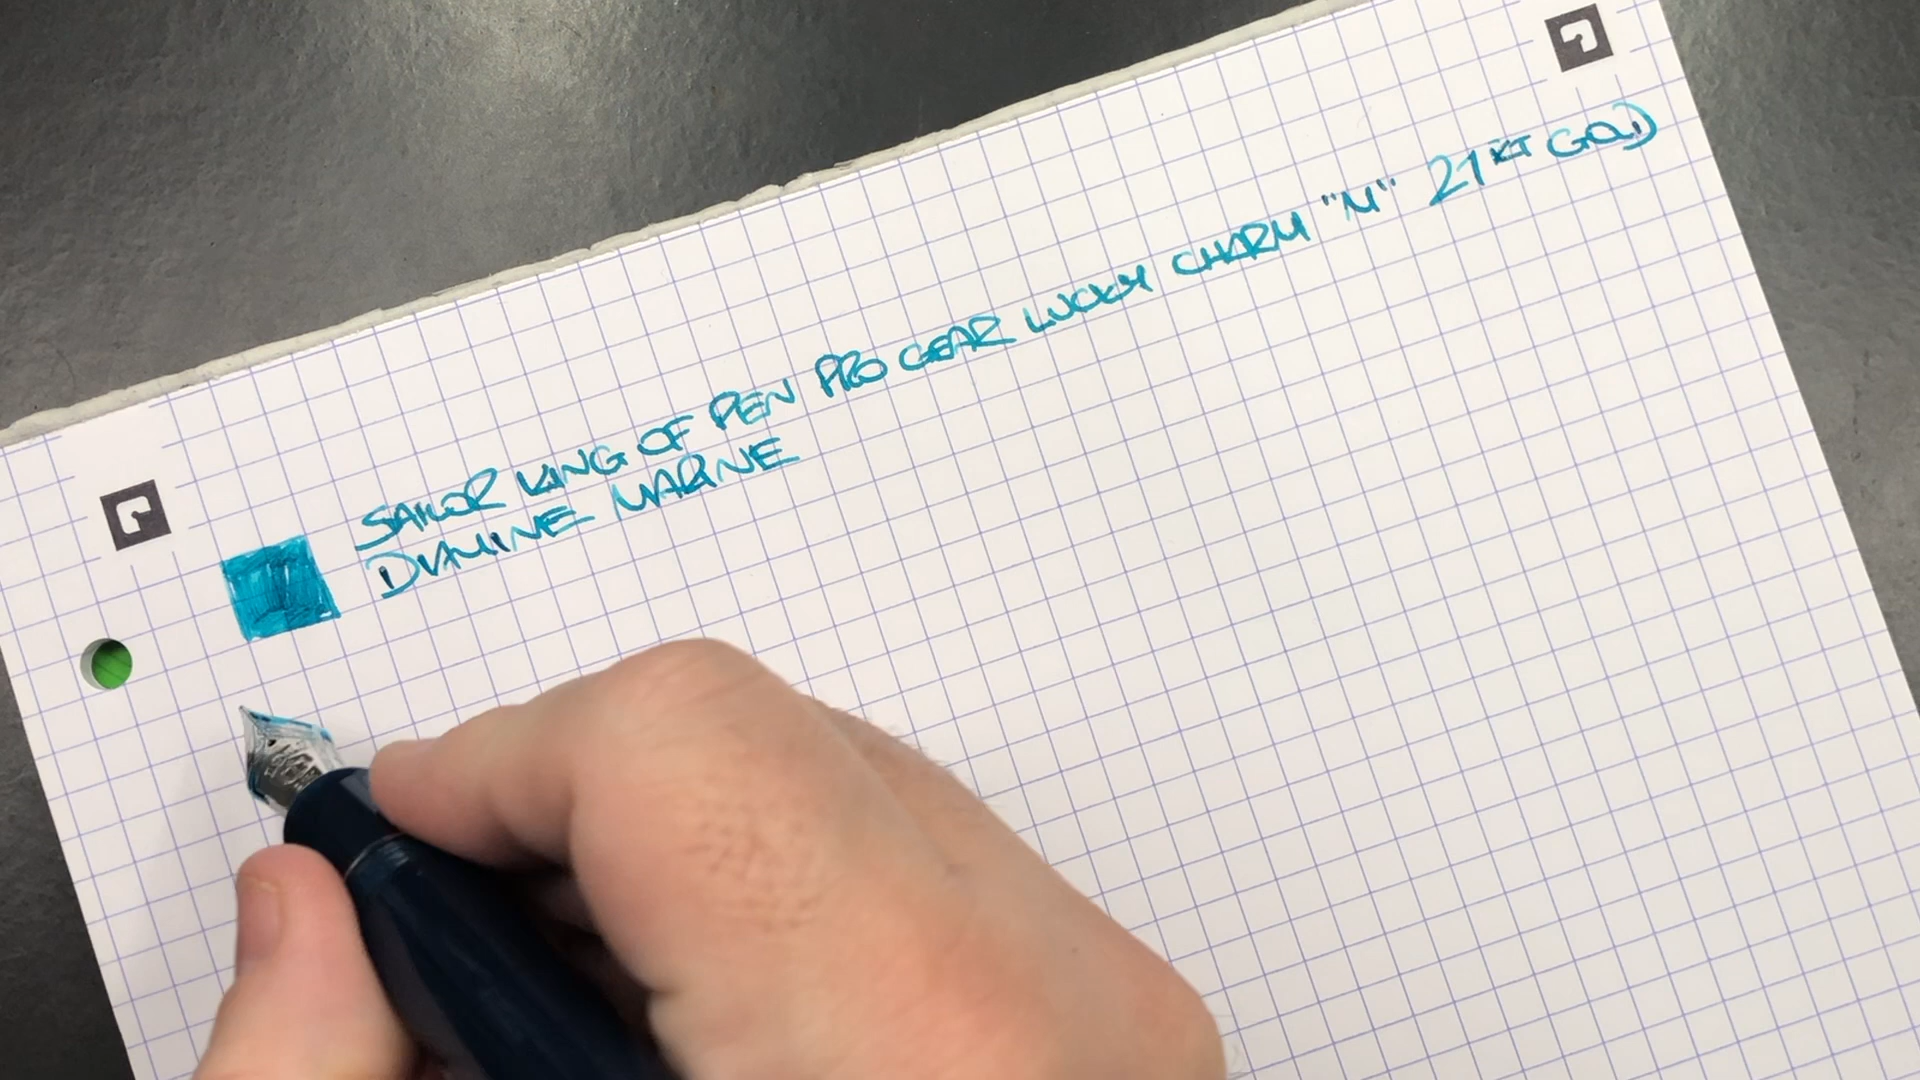 SAILOR KING OF PEN PRO GEAR LUCKY CHARM "M" 21KT GOLD
DIAMINE MARINE